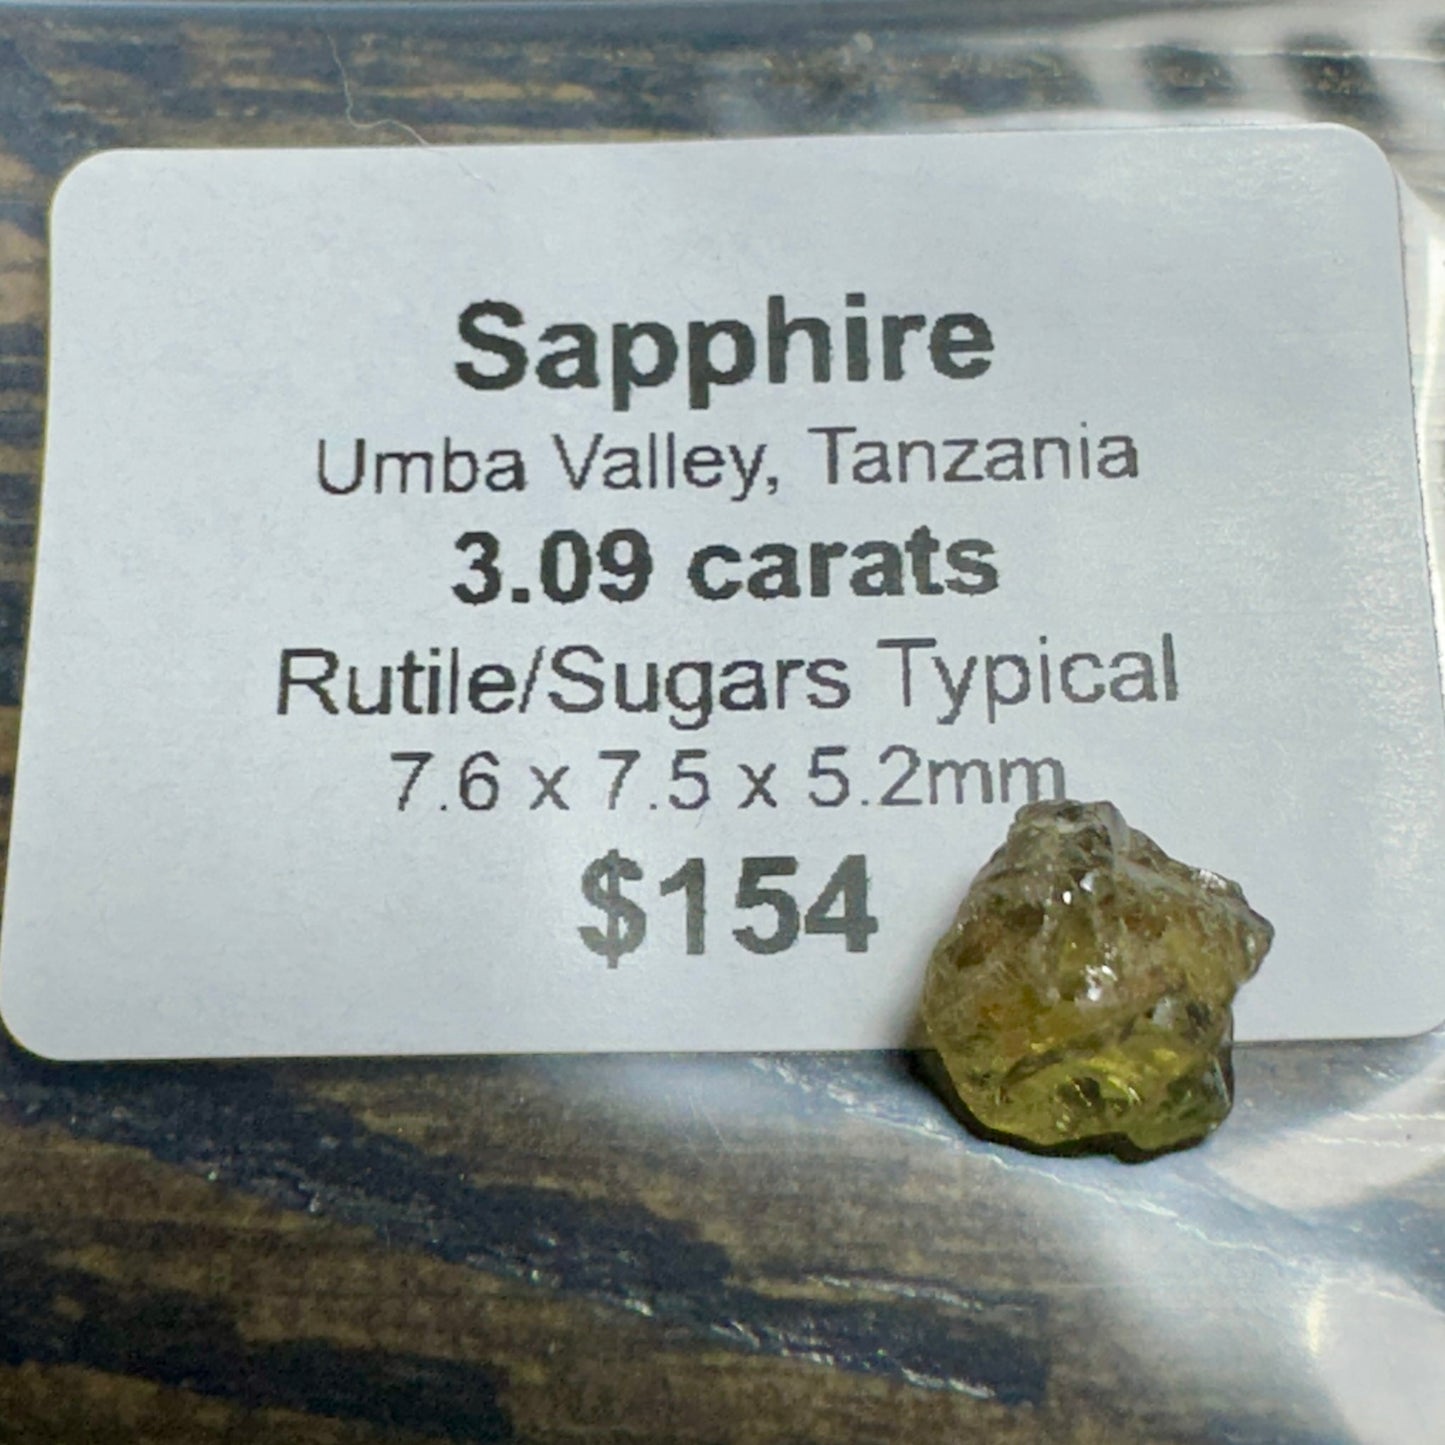 Sapphire
Umba Valley, Tanzania
3.09 carats
Rutile/Sugars Typical
7.6 x 7.5 x 5.2mm
$154